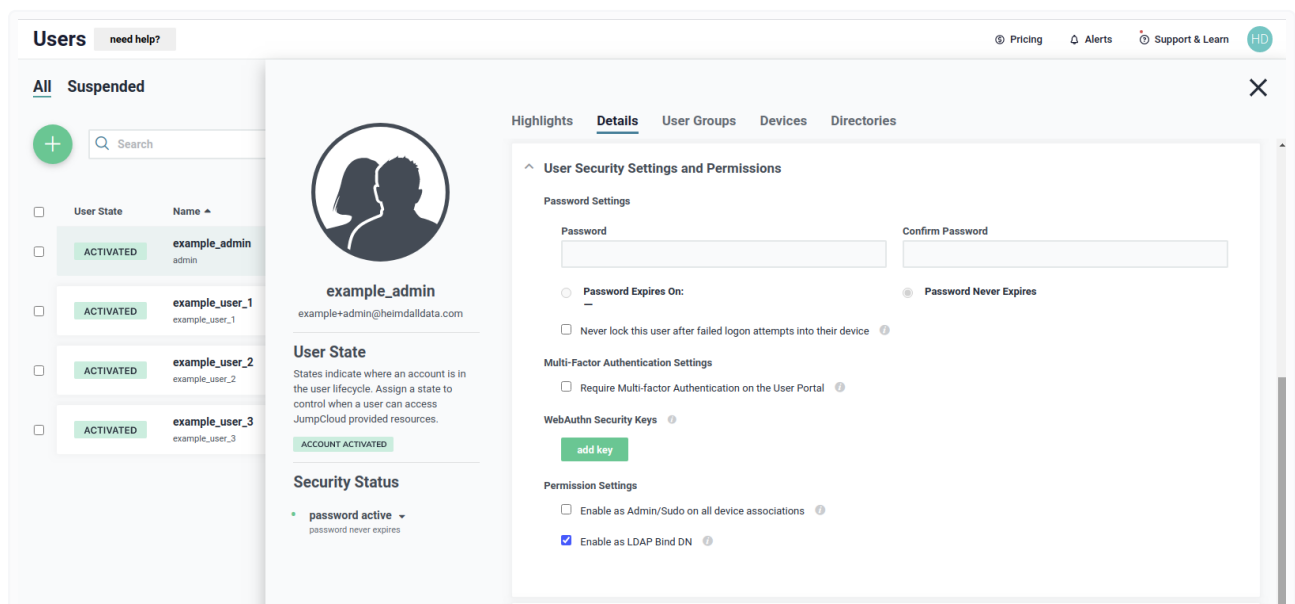 Users need help? Pricing Alerts Support & Learn HD
All Suspended
Search
User State Name
ACTIVATED example_admin
admin
ACTIVATED example_user_1
example_user_1
ACTIVATED example_user_2
example_user_2
ACTIVATED example_user_3
example_user_3
example_admin
example+admin@heimdalldata.com
User State
States indicate where an account is in
the user lifecycle. Assign a state to
control when a user can access
JumpCloud provided resources.
ACCOUNT ACTIVATED
Security Status
password active
password never expires
Highlights Details User Groups Devices Directories
User Security Settings and Permissions
Password Settings
Password Confirm Password
Password Expires On: Password Never Expires
–
Never lock this user after failed logon attempts into their device
Multi-Factor Authentication Settings
Require Multi-factor Authentication on the User Portal
WebAuthn Security Keys
add key
Permission Settings
Enable as Admin/Sudo on all device associations
Enable as LDAP Bind DN